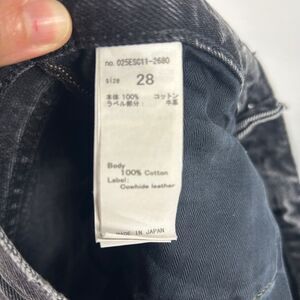 no. 025ESG11-2680
size 28
本体 100% コットン
ラベル部分: 牛革
Body
100% Cotton
Label:
Cowhide leather
MADE IN JAPAN